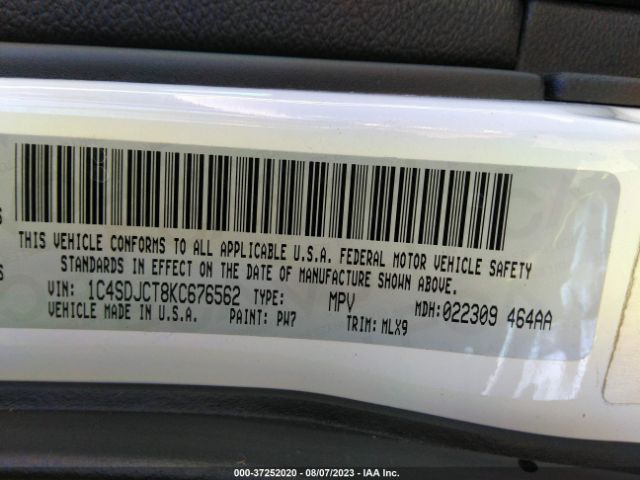 THIS VEHICLE CONFORMS TO ALL APPLICABLE U.S.A. FEDERAL MOTOR VEHICLE SAFETY
STANDARDS IN EFFECT ON THE DATE OF MANUFACTURE SHOWN ABOVE.
VIN: 1C4SDJCT8KC676562 TYPE: MPV MDH:022309 464AA
VEHICLE MADE IN U.S.A. PAINT: PW7 TRIM: MLX9
000-37252020 - 08/07/2023 - IAA Inc.